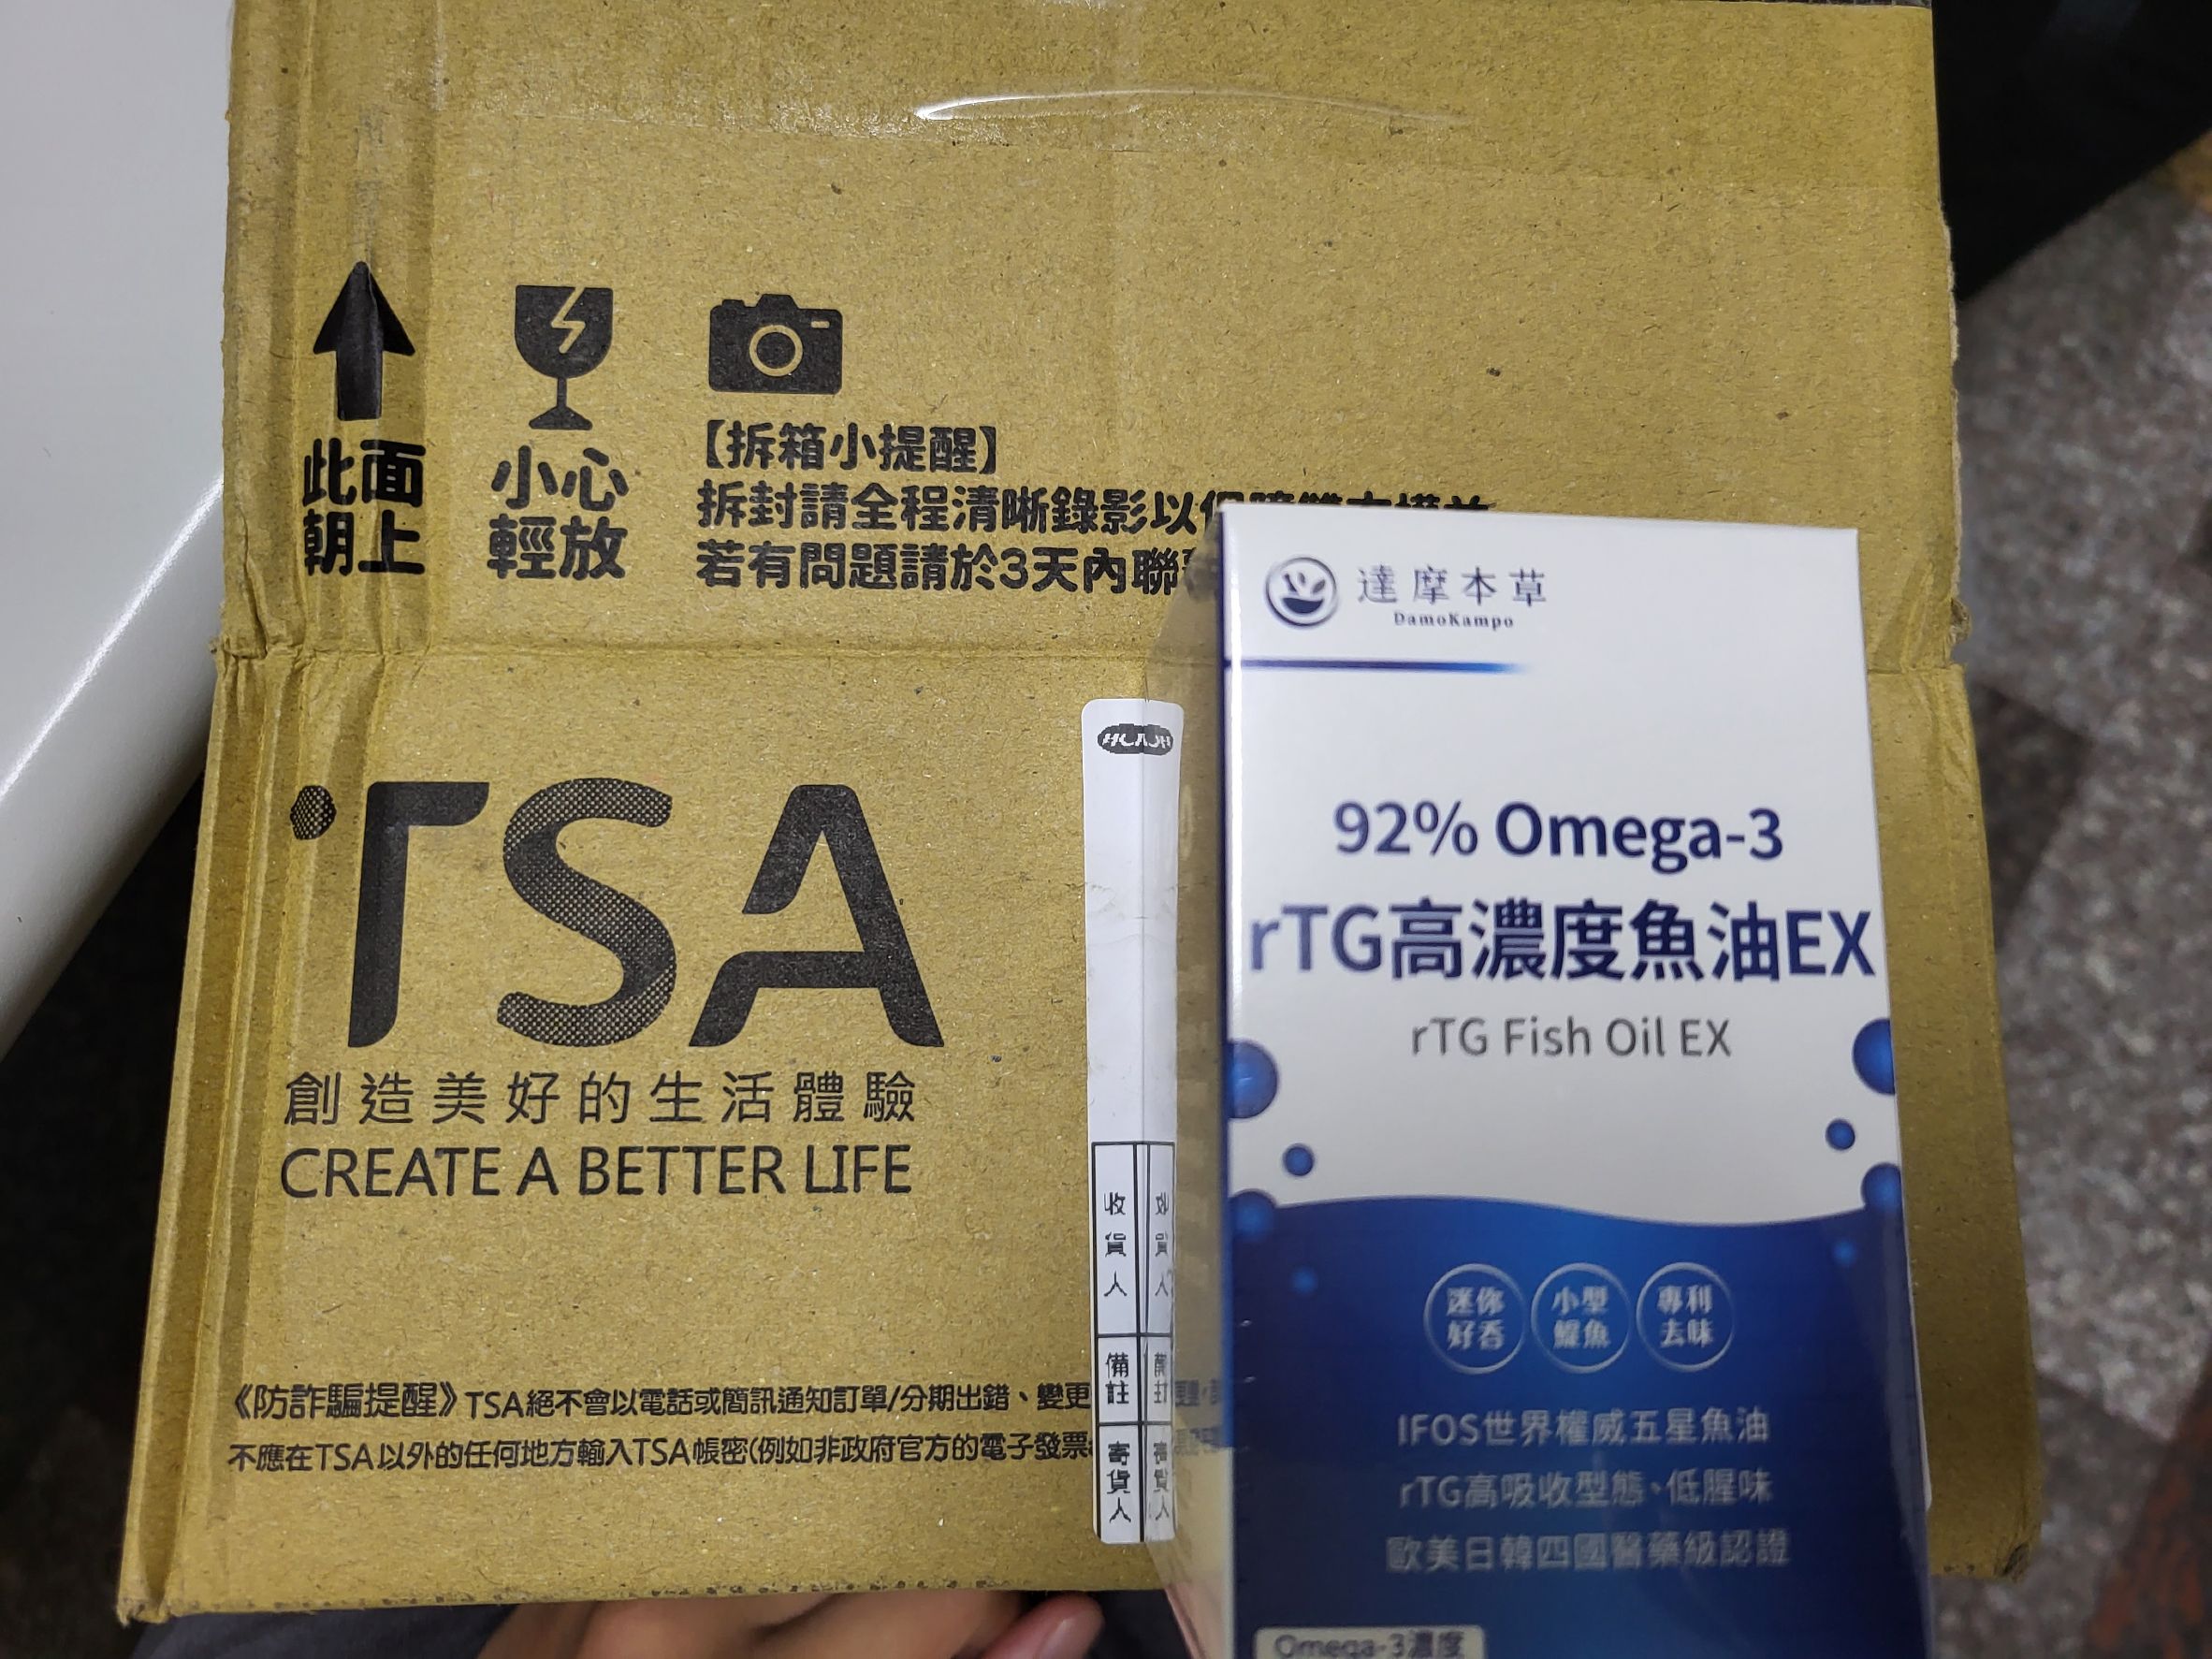 此面
朝上
小心
輕放
【拆箱小提醒】
拆封請全程清晰錄影以保障雙方權益
若有問題請於3天內聯
TSA
創造美好的生活體驗
CREATE A BETTER LIFE
《防詐騙提醒》TSA絕不會以電話或簡訊通知訂單/分期出錯、變更
不應在TSA以外的任何地方輸入TSA帳密(例如非政府官方的電子發票
收貨人
備註
寄貨人
達摩本草
DamoKampo
92% Omega-3
rTG高濃度魚油EX
rTG Fish Oil EX
迷你
好吞
小型
鯷魚
專利
去味
IFOS世界權威五星魚油
rTG高吸收型態、低腥味
歐美日韓四國醫藥級認證
Omega-3濃度